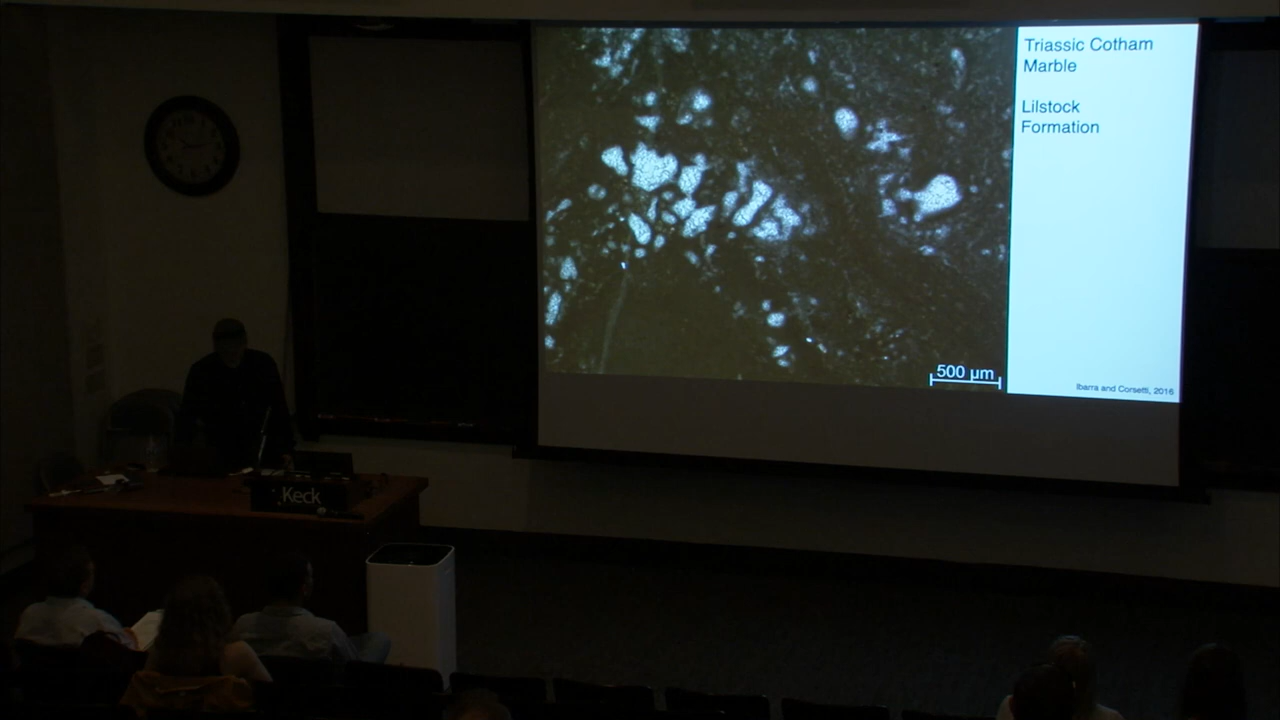 Triassic Cotham
Marble
Lilstock
Formation
500 µm
Ibarra and Corsetti, 2016
Keck